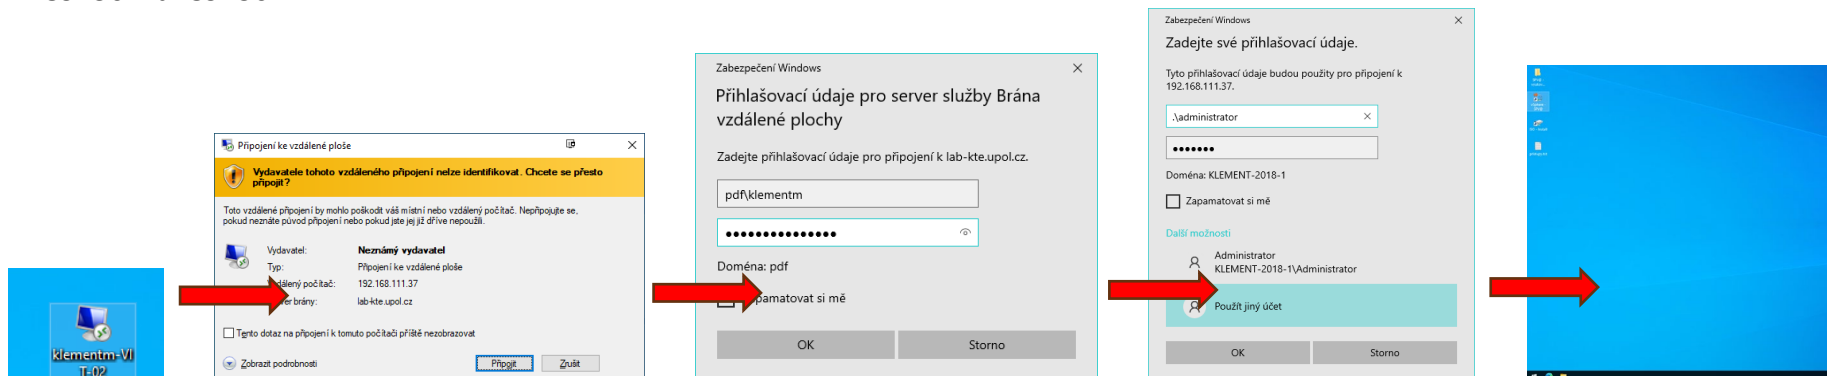 klementm-VI
TI-02
Připojení ke vzdálené ploše
Vydavatele tohoto vzdáleného připojení nelze identifikovat. Chcete se přesto
připojit?
Toto vzdálené připojení by mohlo poškodit váš místní nebo vzdálený počítač. Nepřipojujte se,
pokud neznáte původ připojení nebo pokud jste jej již dříve nepoužili.
Vydavatel: Neznámý vydavatel
Typ: Připojení ke vzdálené ploše
počítač: 192.168.111.37
brány: lab-kte.upol.cz
Tento dotaz na připojení k tomuto počítači příště nezobrazovat
Zobrazit podrobnosti
Připojit
Zrušit
Zabezpečení Windows
Přihlašovací údaje pro server služby Brána
vzdálené plochy
Zadejte přihlašovací údaje pro připojení k lab-kte.upol.cz.
pdf\klementm
Doména: pdf
si mě
OK
Storno
Zabezpečení Windows
Zadejte své přihlašovací údaje.
Tyto přihlašovací údaje budou použity pro připojení k
192.168.111.37.
.\administrator
Doména: KLEMENT-2018-1
Zapamatovat si mě
Další možnosti
Administrator
KLEMENT-2018-1\Administrator
Použít jiný účet
OK
Storno